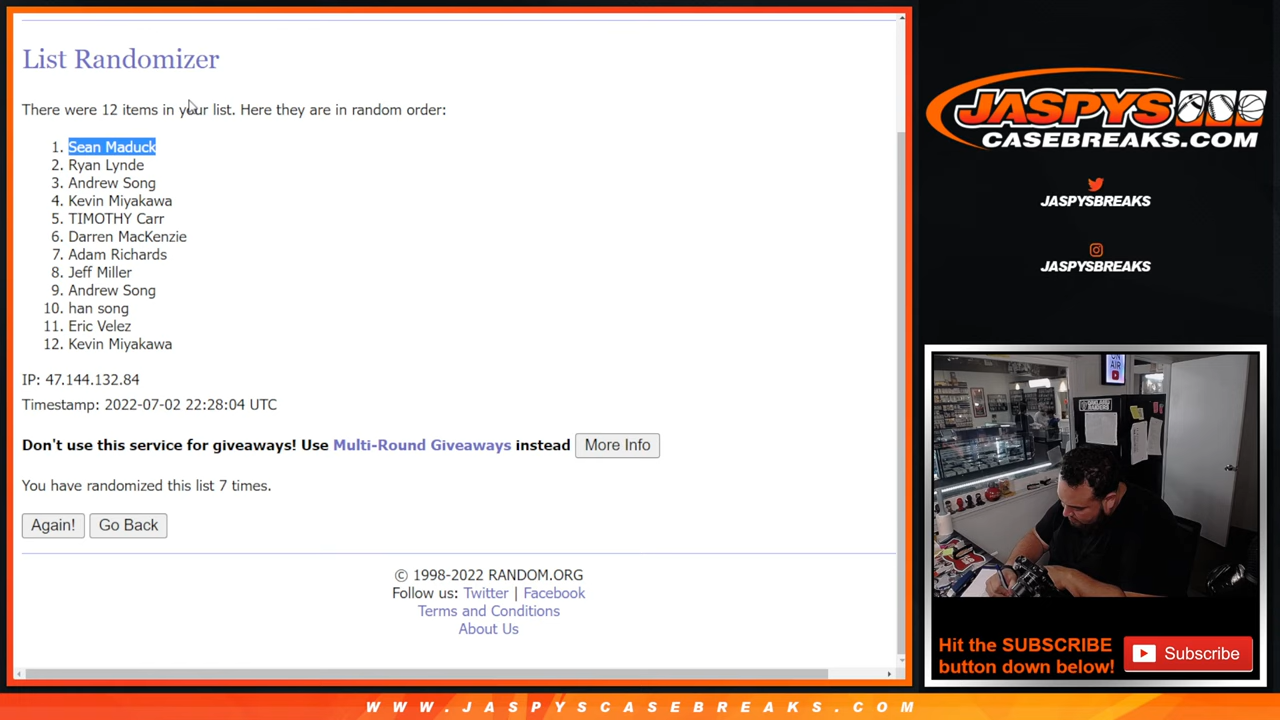 List Randomizer
There were 12 items in your list. Here they are in random order:
1. Sean Maduck
2. Ryan Lynde
3. Andrew Song
4. Kevin Miyakawa
5. TIMOTHY Carr
6. Darren MacKenzie
7. Adam Richards
8. Jeff Miller
9. Andrew Song
10. han song
11. Eric Velez
12. Kevin Miyakawa
IP: 47.144.132.84
Timestamp: 2022-07-02 22:28:04 UTC
Don't use this service for giveaways! Use Multi-Round Giveaways instead More Info
You have randomized this list 7 times.
Again! Go Back
© 1998-2022 RANDOM.ORG
Follow us: Twitter | Facebook
Terms and Conditions
About Us
JASPYS
CASEBREAKS.COM
JASPYSBREAKS
JASPYSBREAKS
ON
AIR
Hit the SUBSCRIBE
button down below!
Subscribe
WWW.JASPYSCASEBREAKS.COM